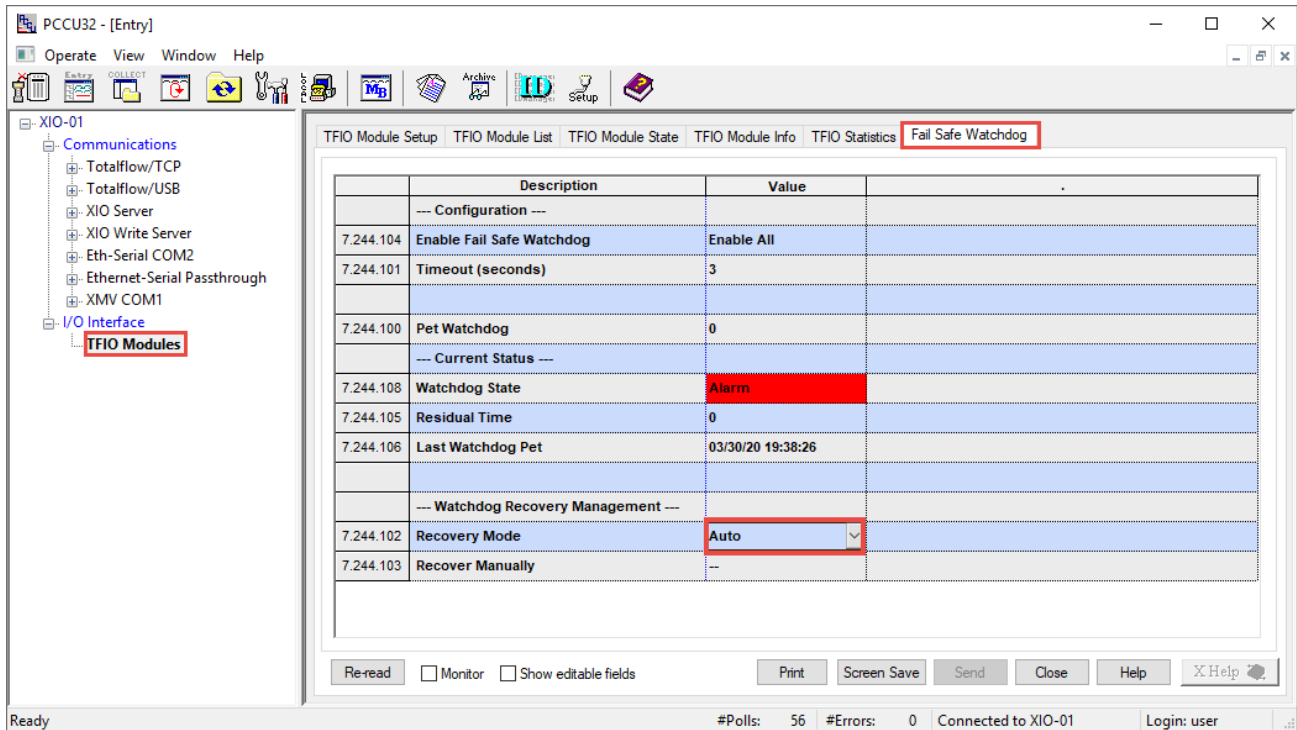 PCCU32 - [Entry]
Operate View Window Help
Entry COLLECT MB Archive ID Setup
XIO-01
Communications
Totalflow/TCP
Totalflow/USB
XIO Server
XIO Write Server
Eth-Serial COM2
Ethernet-Serial Passthrough
XMV COM1
I/O Interface
TFIO Modules
TFIO Module Setup TFIO Module List TFIO Module State TFIO Module Info TFIO Statistics Fail Safe Watchdog
Description Value .
--- Configuration ---
7.244.104 Enable Fail Safe Watchdog Enable All
7.244.101 Timeout (seconds) 3
7.244.100 Pet Watchdog 0
--- Current Status ---
7.244.108 Watchdog State Alarm
7.244.105 Residual Time 0
7.244.106 Last Watchdog Pet 03/30/20 19:38:26
--- Watchdog Recovery Management ---
7.244.102 Recovery Mode Auto
7.244.103 Recover Manually --
Re-read Monitor Show editable fields Print Screen Save Send Close Help X Help
Ready #Polls: 56 #Errors: 0 Connected to XIO-01 Login: user